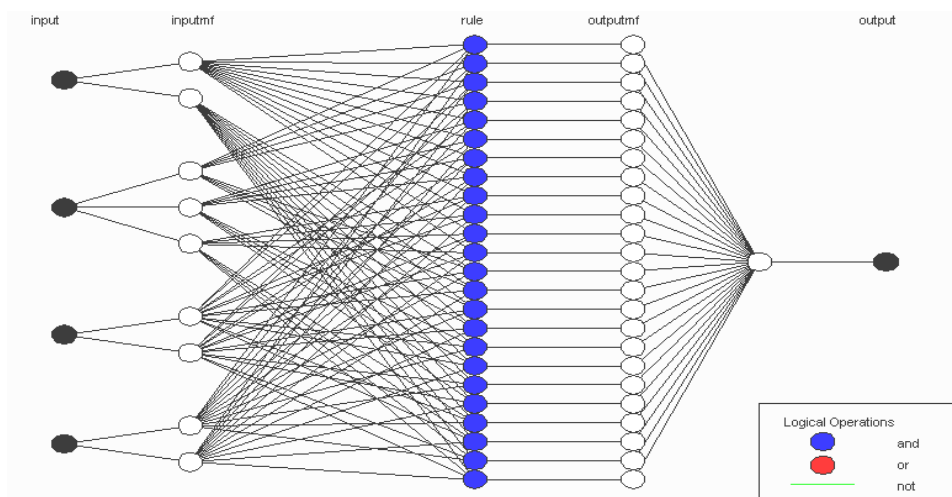 input
inputmf
rule
outputmf
output
Logical Operations
and
or
not